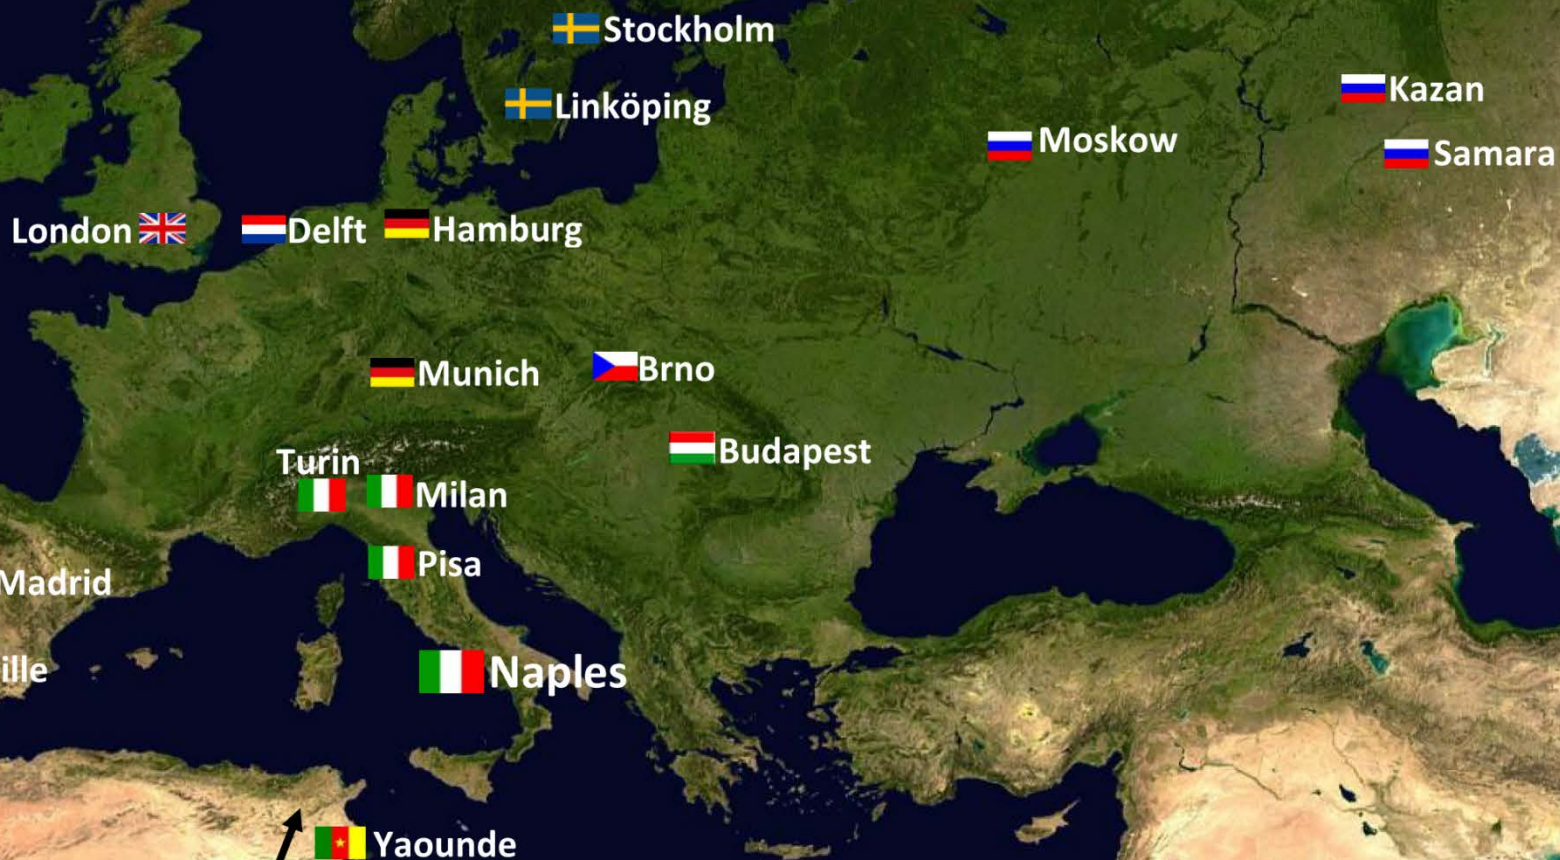 Stockholm
Linköping
Kazan
Moskow
Samara
London
Delft
Hamburg
Munich
Brno
Budapest
Turin
Milan
Pisa
Madrid
ille
Naples
Yaounde